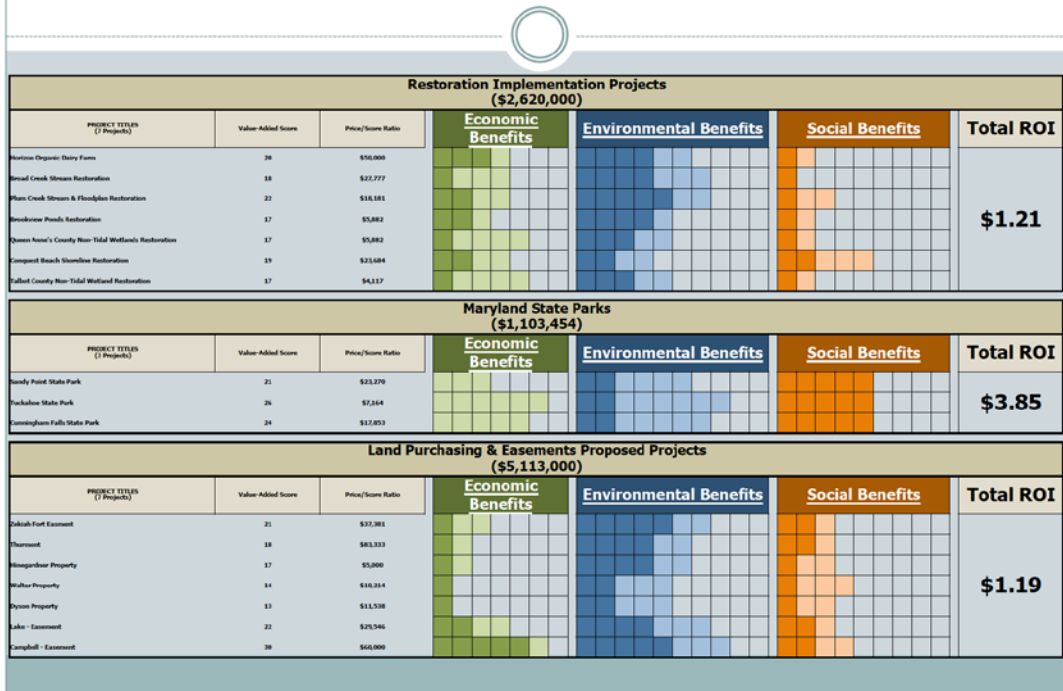 Restoration Implementation Projects
($2,620,000)
PROJECT TITLES
(7 Projects)
Value-Added Score
Price/Score Ratio
Economic
Benefits
Environmental Benefits
Social Benefits
Total ROI
Horizon Organic Dairy Farm 20 $50,000
Broad Creek Stream Restoration 18 $27,777
Plum Creek Stream & Floodplan Restoration 22 $18,181
Brookview Ponds Restoration 17 $5,882
Queen Anne's County Non-Tidal Wetlands Restoration 17 $5,882
Conquest Beach Shoreline Restoration 19 $23,684
Talbot County Non-Tidal Wetland Restoration 17 $4,117
$1.21
Maryland State Parks
($1,103,454)
PROJECT TITLES
(3 Projects)
Value-Added Score
Price/Score Ratio
Economic
Benefits
Environmental Benefits
Social Benefits
Total ROI
Sandy Point State Park 21 $23,270
Tuckahoe State Park 26 $7,164
Cunningham Falls State Park 24 $17,853
$3.85
Land Purchasing & Easements Proposed Projects
($5,113,000)
PROJECT TITLES
(7 Projects)
Value-Added Score
Price/Score Ratio
Economic
Benefits
Environmental Benefits
Social Benefits
Total ROI
Zekiah Fort Easment 21 $37,381
Thurmont 18 $83,333
Hinegardner Property 17 $5,000
Walter Property 14 $10,214
Dyson Property 13 $11,538
Lake - Easement 22 $29,546
Campbell - Easement 20 $60,000
$1.19